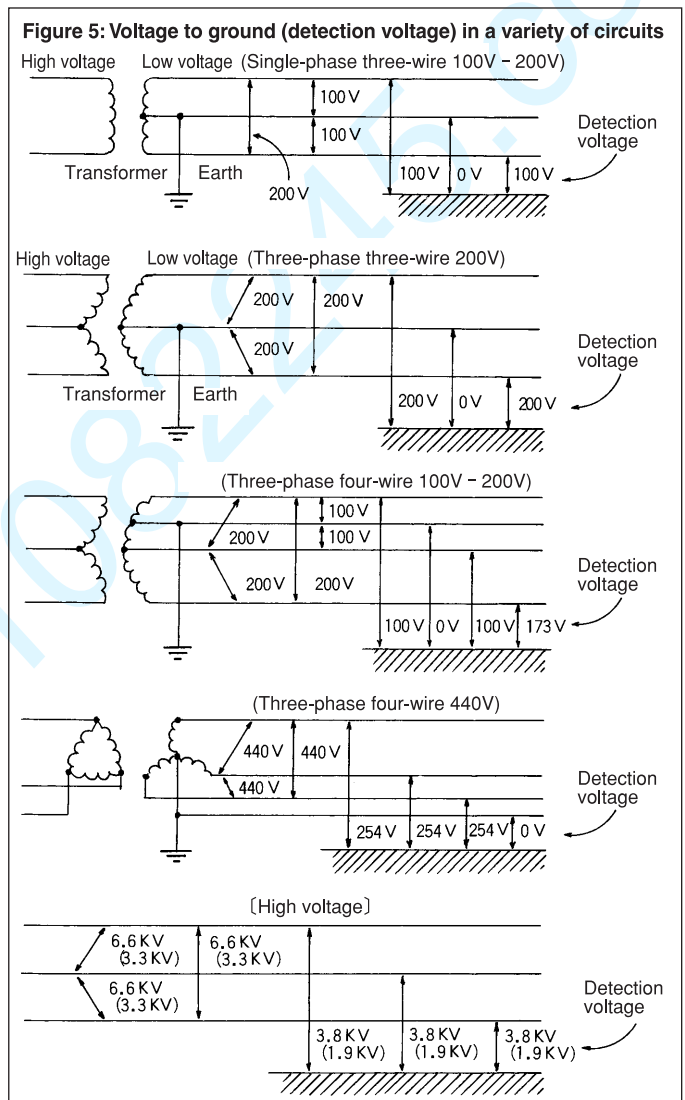 Figure 5: Voltage to ground (detection voltage) in a variety of circuits
High voltage Low voltage (Single-phase three-wire 100V – 200V)
100V
100V
Detection
voltage
Transformer Earth
200V
100V 0V 100V
High voltage Low voltage (Three-phase three-wire 200V)
200V 200V
200V
Detection
voltage
Transformer Earth
200V 0V 200V
(Three-phase four-wire 100V – 200V)
100V
200V 100V
200V 200V
Detection
voltage
100V 0V 100V 173V
(Three-phase four-wire 440V)
440V 440V
440V
Detection
voltage
254V 254V 254V 0V
〔High voltage〕
6.6KV 6.6KV
(3.3KV) (3.3KV)
6.6KV
(3.3KV)
Detection
voltage
3.8KV 3.8KV 3.8KV
(1.9KV) (1.9KV) (1.9KV)